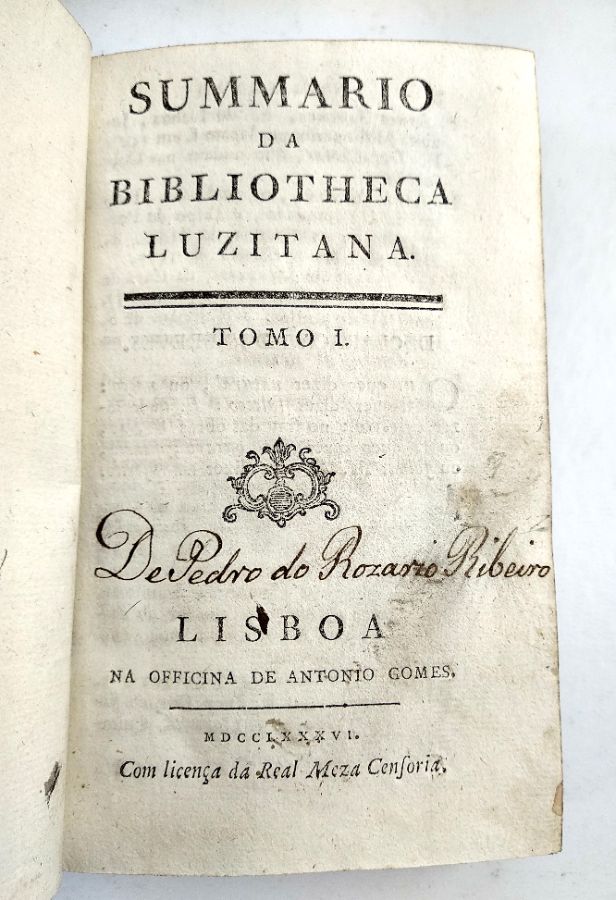 SUMMARIO
DA
BIBLIOTHECA
LUZITANA.
TOMO I.
De Pedro do Rozario Ribeiro
LISBOA
NA OFFICINA DE ANTONIO GOMES.
MDCCLXXXVI.
Com licença da Real Meza Cenſoria.